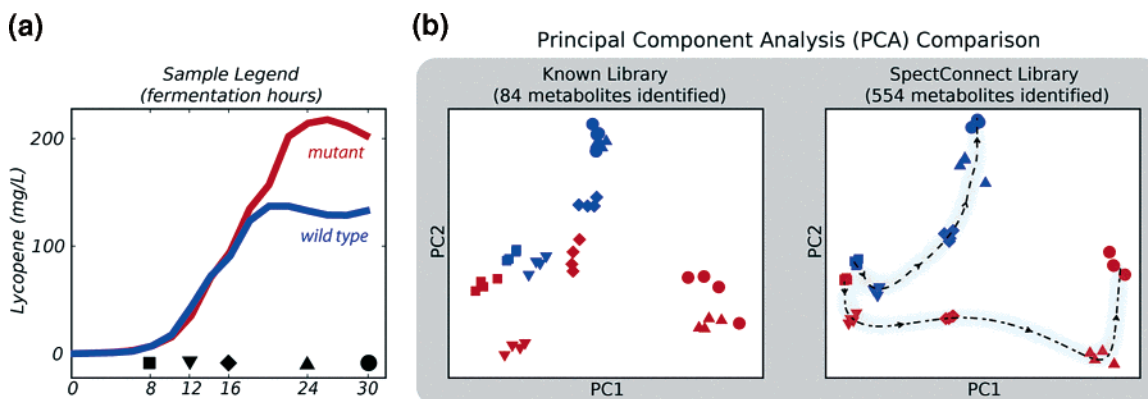 (a)
Sample Legend
(fermentation hours)
Lycopene (mg/L)
200
100
0
mutant
wild type
0 8 12 16 24 30
(b)
Principal Component Analysis (PCA) Comparison
Known Library
(84 metabolites identified)
PC2
PC1
SpectConnect Library
(554 metabolites identified)
PC2
PC1